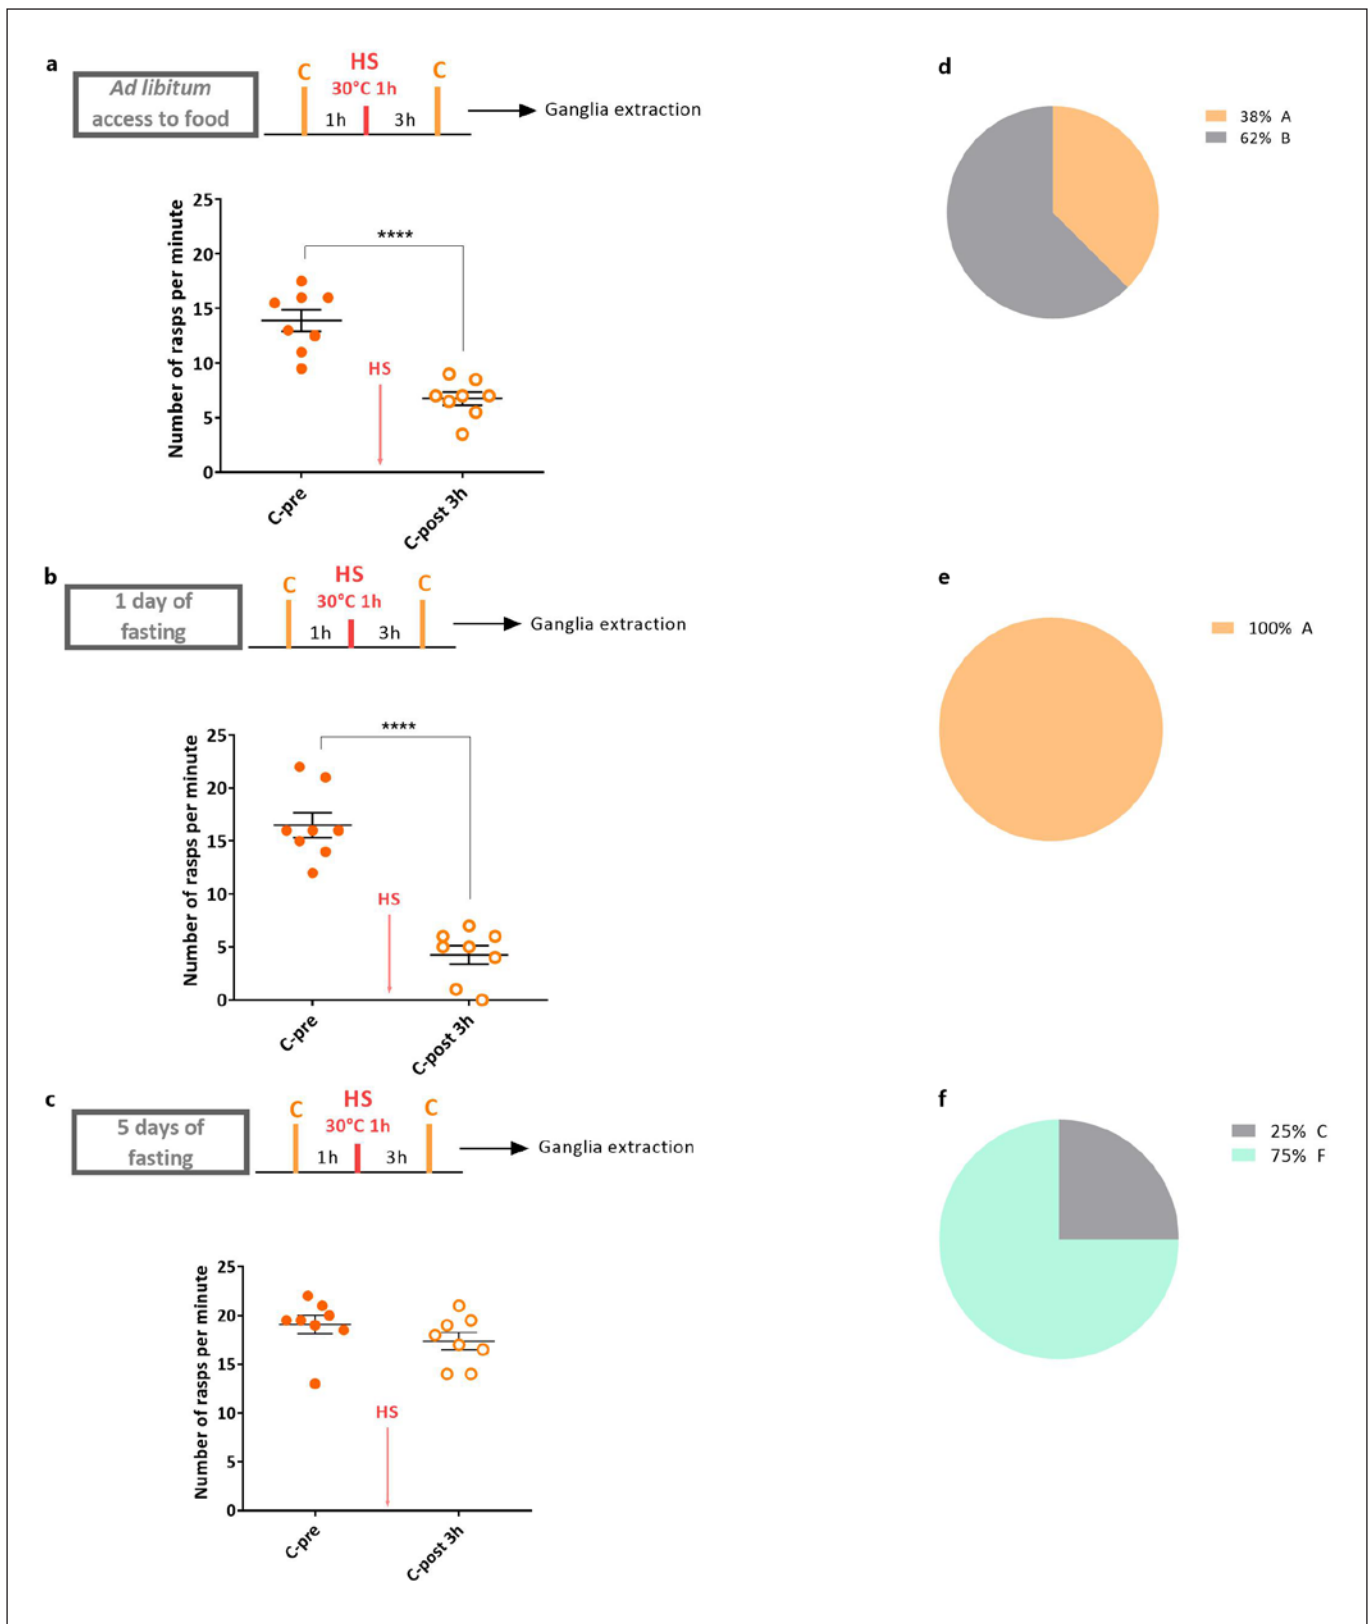 a
Ad libitum
access to food
C
HS
30°C 1h
C
1h
3h
Ganglia extraction
Number of rasps per minute
25
20
15
10
5
0
****
HS
C-pre
C-post 3h
d
38% A
62% B
b
1 day of
fasting
C
HS
30°C 1h
C
1h
3h
Ganglia extraction
Number of rasps per minute
25
20
15
10
5
0
****
HS
C-pre
C-post 3h
e
100% A
c
5 days of
fasting
C
HS
30°C 1h
C
1h
3h
Ganglia extraction
Number of rasps per minute
25
20
15
10
5
0
HS
C-pre
C-post 3h
f
25% C
75% F